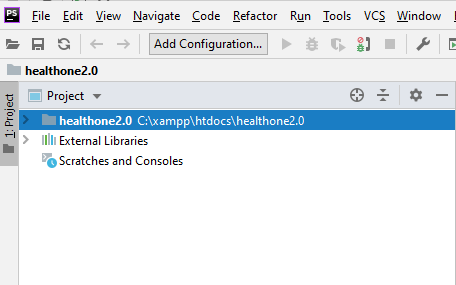 PS File Edit View Navigate Code Refactor Run Tools VCS Window
Add Configuration...
healthone2.0
1: Project
Project
healthone2.0 C:\xampp\htdocs\healthone2.0
External Libraries
Scratches and Consoles